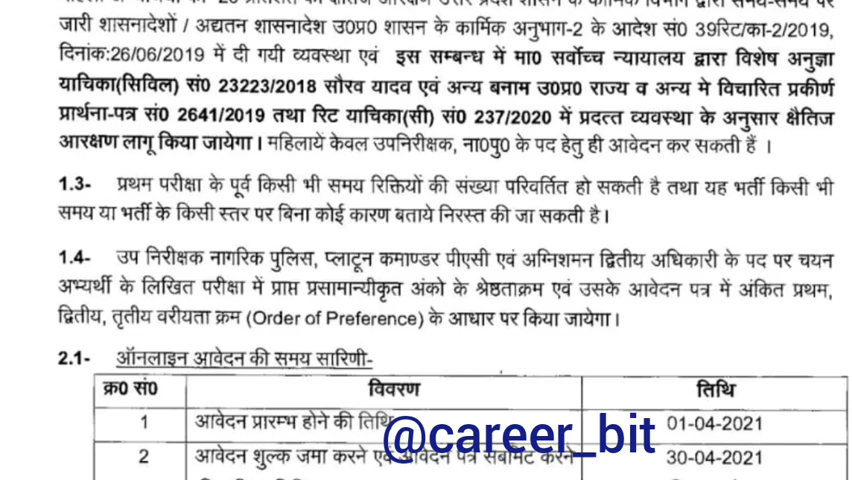 जारी शासनादेशों / अद्यतन शासनादेश उ0प्र0 शासन के कार्मिक अनुभाग-2 के आदेश सं0 39रिट/का-2/2019,
दिनांक:26/06/2019 में दी गयी व्यवस्था एवं इस सम्बन्ध में मा0 सर्वोच्च न्यायालय द्वारा विशेष अनुज्ञा
याचिका(सिविल) सं0 23223/2018 सौरव यादव एवं अन्य बनाम उ0प्र0 राज्य व अन्य मे विचारित प्रकीर्ण
प्रार्थना-पत्र सं0 2641/2019 तथा रिट याचिका(सी) सं0 237/2020 में प्रदत्त व्यवस्था के अनुसार क्षैतिज
आरक्षण लागू किया जायेगा। महिलायें केवल उपनिरीक्षक, ना0पु0 के पद हेतु ही आवेदन कर सकती हैं ।
1.3- प्रथम परीक्षा के पूर्व किसी भी समय रिक्तियों की संख्या परिवर्तित हो सकती है तथा यह भर्ती किसी भी
समय या भर्ती के किसी स्तर पर बिना कोई कारण बताये निरस्त की जा सकती है।
1.4- उप निरीक्षक नागरिक पुलिस, प्लाटून कमाण्डर पीएसी एवं अग्निशमन द्वितीय अधिकारी के पद पर चयन
अभ्यर्थी के लिखित परीक्षा में प्राप्त प्रसामान्यीकृत अंको के श्रेष्ठताक्रम एवं उसके आवेदन पत्र में अंकित प्रथम,
द्वितीय, तृतीय वरीयता क्रम (Order of Preference) के आधार पर किया जायेगा।
2.1- ऑनलाइन आवेदन की समय सारिणी-
क्र0 सं0 विवरण तिथि
1 आवेदन प्रारम्भ होने की तिथि 01-04-2021
@career_bit
2 आवेदन शुल्क जमा करने एवं आवेदन पत्र सबमिट करने 30-04-2021